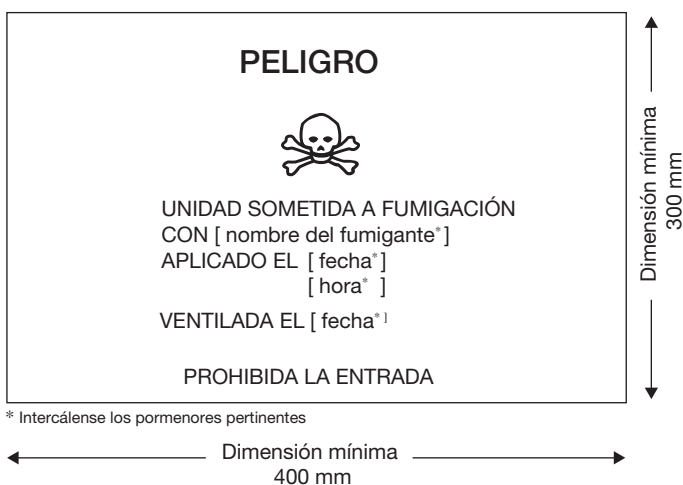 PELIGRO
UNIDAD SOMETIDA A FUMIGACIÓN
CON [ nombre del fumigante*]
APLICADO EL [ fecha*]
[ hora* ]
VENTILADA EL [ fecha* ]
PROHIBIDA LA ENTRADA
* Intercálense los pormenores pertinentes
Dimensión mínima
400 mm
Dimensión mínima
300 mm